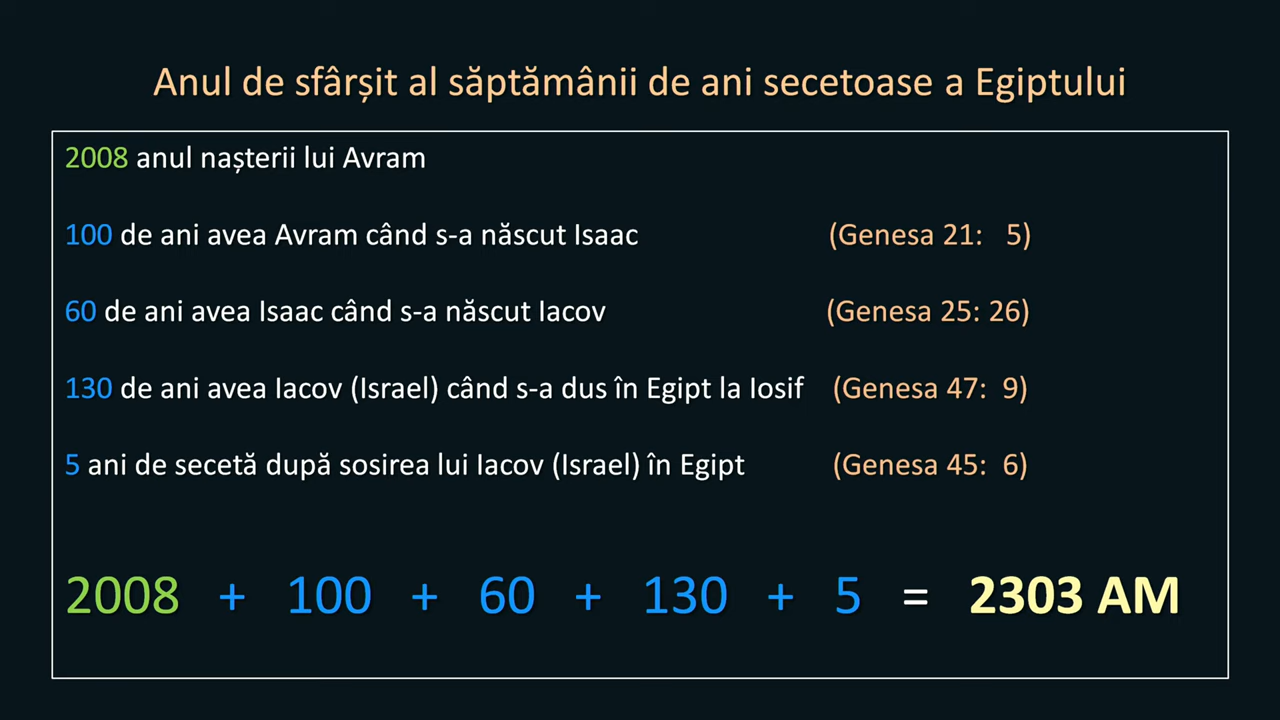 Anul de sfârșit al săptămânii de ani secetoase a Egiptului
2008 anul nașterii lui Avram
100 de ani avea Avram când s-a născut Isaac (Genesa 21: 5)
60 de ani avea Isaac când s-a născut Iacov (Genesa 25: 26)
130 de ani avea Iacov (Israel) când s-a dus în Egipt la Iosif (Genesa 47: 9)
5 ani de secetă după sosirea lui Iacov (Israel) în Egipt (Genesa 45: 6)
2008 + 100 + 60 + 130 + 5 = 2303 AM